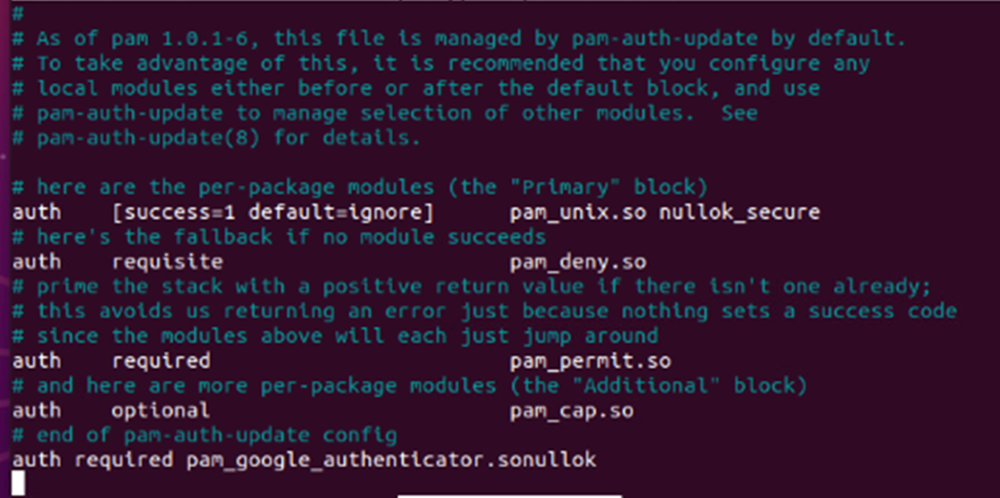 #
# As of pam 1.0.1-6, this file is managed by pam-auth-update by default.
# To take advantage of this, it is recommended that you configure any
# local modules either before or after the default block, and use
# pam-auth-update to manage selection of other modules.  See
# pam-auth-update(8) for details.

# here are the per-package modules (the "Primary" block)
auth    [success=1 default=ignore]      pam_unix.so nullok_secure
# here's the fallback if no module succeeds
auth    requisite                       pam_deny.so
# prime the stack with a positive return value if there isn't one already;
# this avoids us returning an error just because nothing sets a success code
# since the modules above will each just jump around
auth    required                        pam_permit.so
# and here are more per-package modules (the "Additional" block)
auth    optional                        pam_cap.so
# end of pam-auth-update config
auth required pam_google_authenticator.sonullok